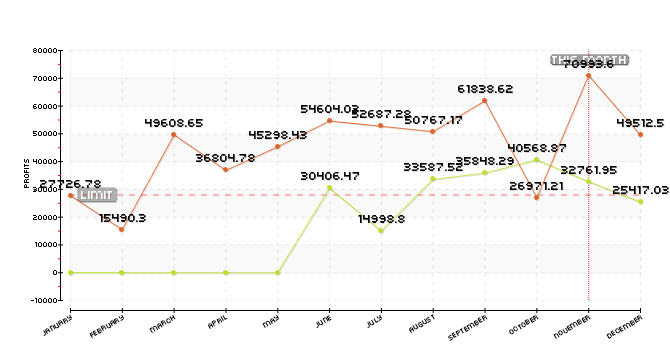 80000
THIS MONTH
70993.6
70000
61838.62
60000
54604.03
52687.28
50767.17
49608.65
49512.5
50000
45298.43
40568.87
40000
36804.78
35848.29
33587.52
32761.95
30406.47
30000
27726.78
LIMIT
26971.21
25417.03
PROFITS
20000
15490.3
14998.8
10000
0
-10000
JANUARY
FEBRUARY
MARCH
APRIL
MAY
JUNE
JULY
AUGUST
SEPTEMBER
OCTOBER
NOVEMBER
DECEMBER